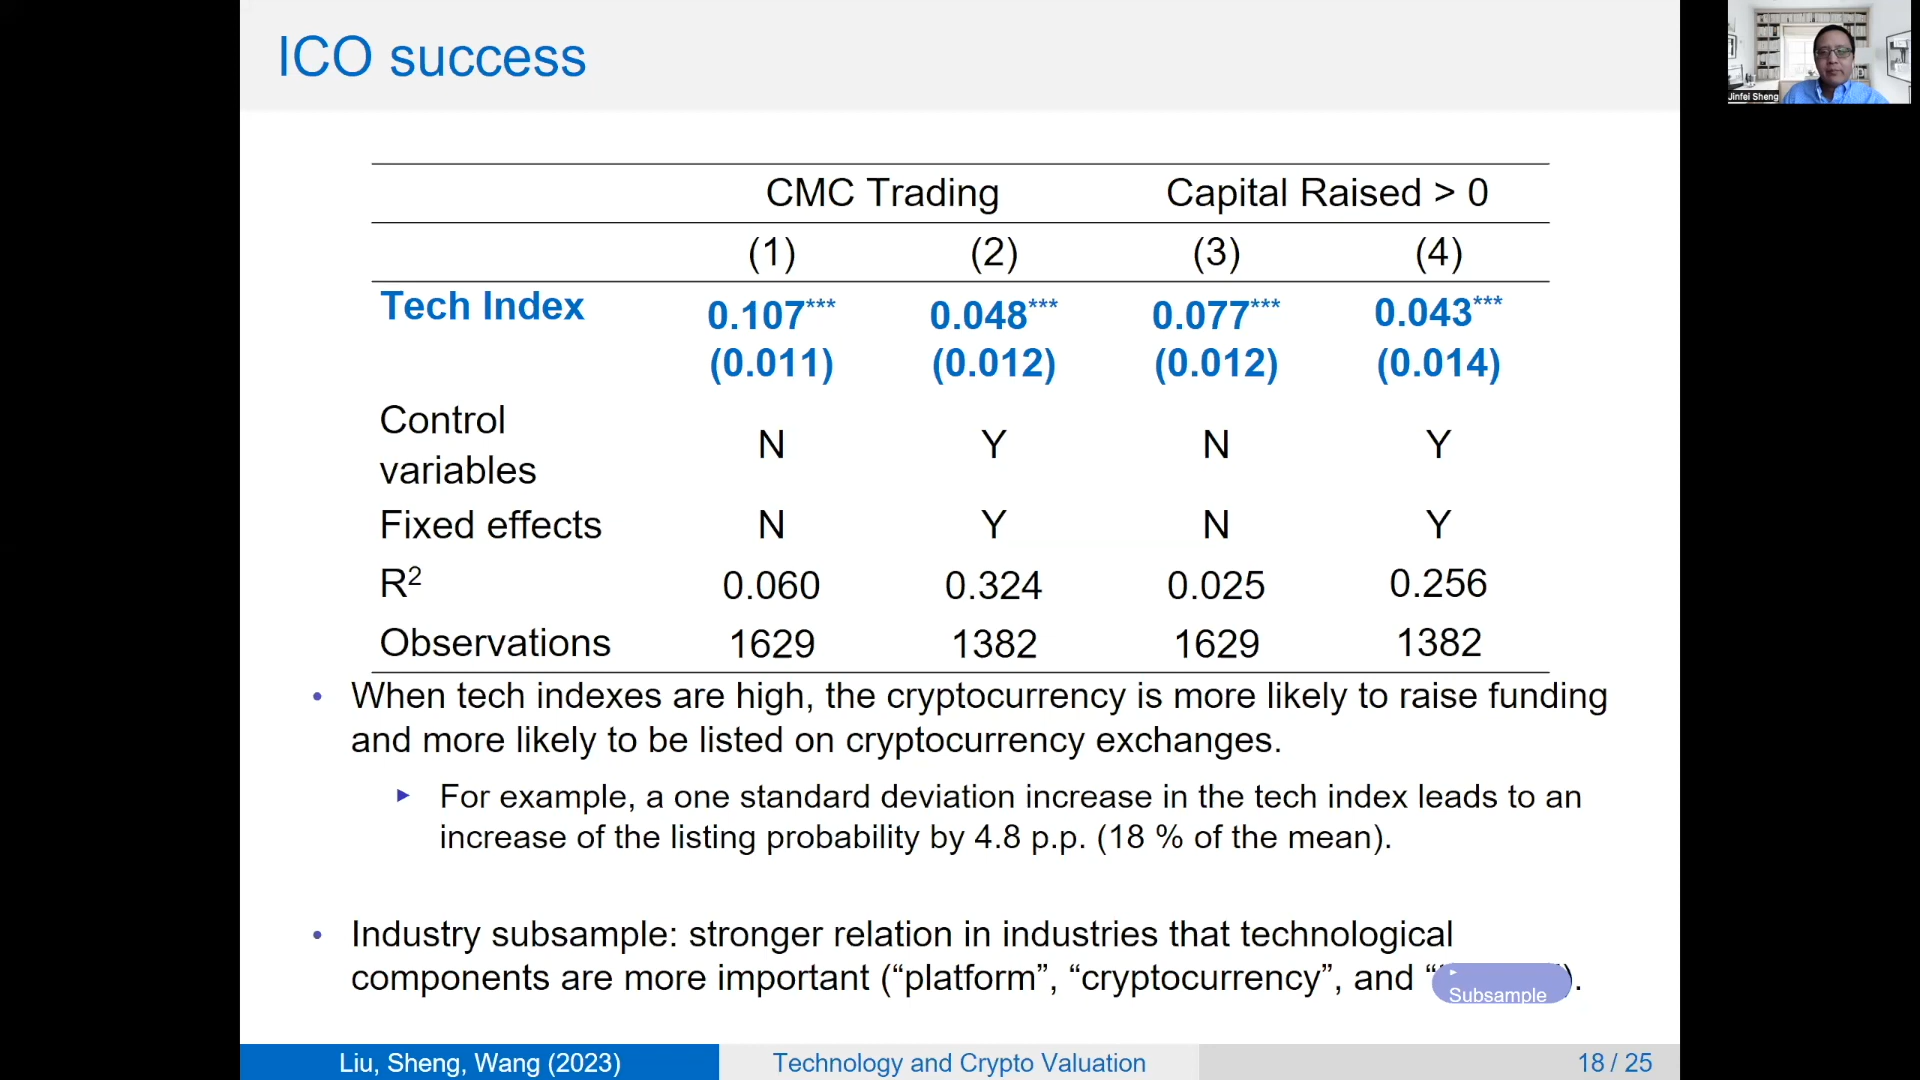 ICO success
Jinfei Sheng
CMC Trading Capital Raised > 0
(1) (2) (3) (4)
Tech Index 0.107*** 0.048*** 0.077*** 0.043***
(0.011) (0.012) (0.012) (0.014)
Control
variables N Y N Y
Fixed effects N Y N Y
R² 0.060 0.324 0.025 0.256
Observations 1629 1382 1629 1382
• When tech indexes are high, the cryptocurrency is more likely to raise funding
and more likely to be listed on cryptocurrency exchanges.
▶ For example, a one standard deviation increase in the tech index leads to an
increase of the listing probability by 4.8 p.p. (18 % of the mean).
• Industry subsample: stronger relation in industries that technological
components are more important (“platform”, “cryptocurrency”, and “ ).
▶ Subsample
Liu, Sheng, Wang (2023) Technology and Crypto Valuation 18 / 25